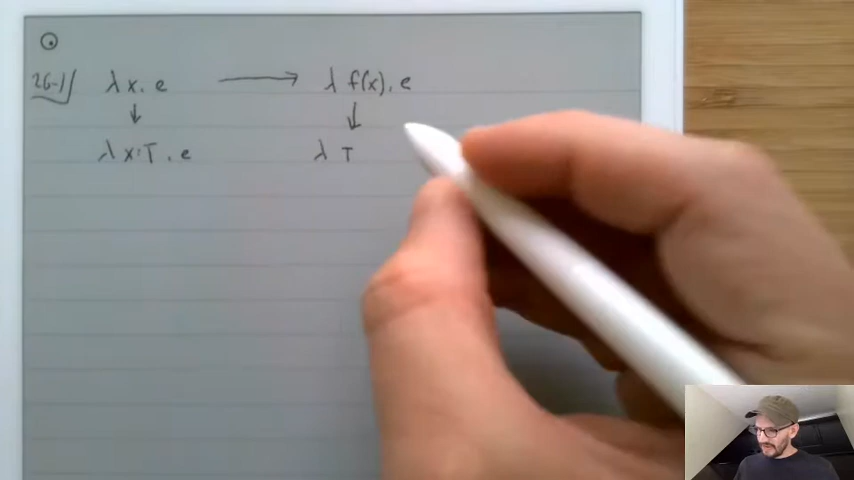 26-1/ λ x. e → λ f(x). e
↓ ↓
λ x:T. e λ T